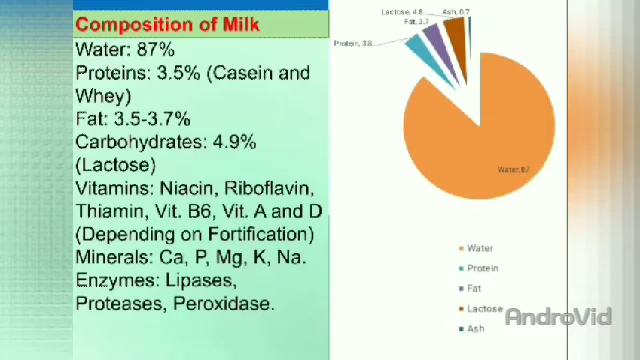 Composition of Milk
Water: 87%
Proteins: 3.5% (Casein and
Whey)
Fat: 3.5-3.7%
Carbohydrates: 4.9%
(Lactose)
Vitamins: Niacin, Riboflavin,
Thiamin, Vit. B6, Vit. A and D
(Depending on Fortification)
Minerals: Ca, P, Mg, K, Na.
Enzymes: Lipases,
Proteases, Peroxidase.
Lactose, 4.8
Ash, 0.7
Fat, 3.7
Protein, 3.8
Water, 87
Water
Protein
Fat
Lactose
Ash
AndroVid